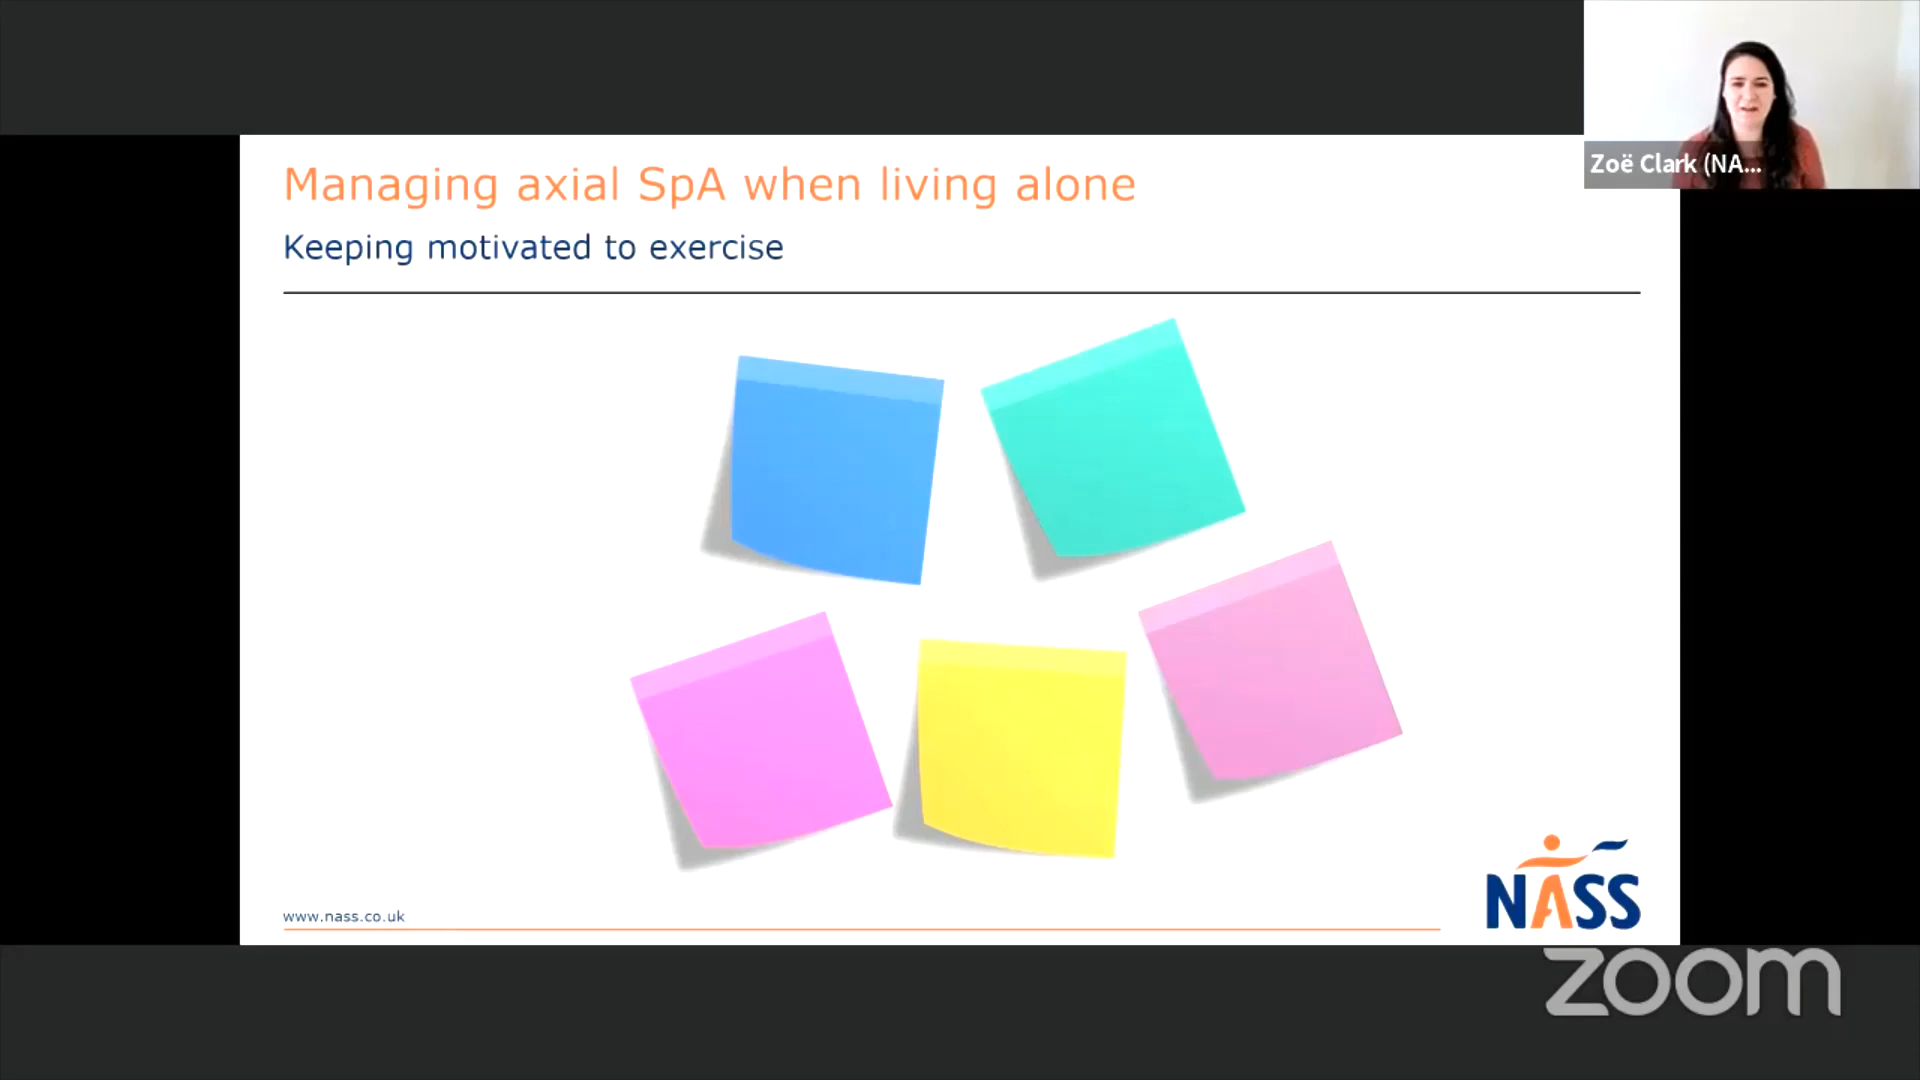 Zoë Clark (NA...
Managing axial SpA when living alone
Keeping motivated to exercise
www.nass.co.uk
NASS
zoom